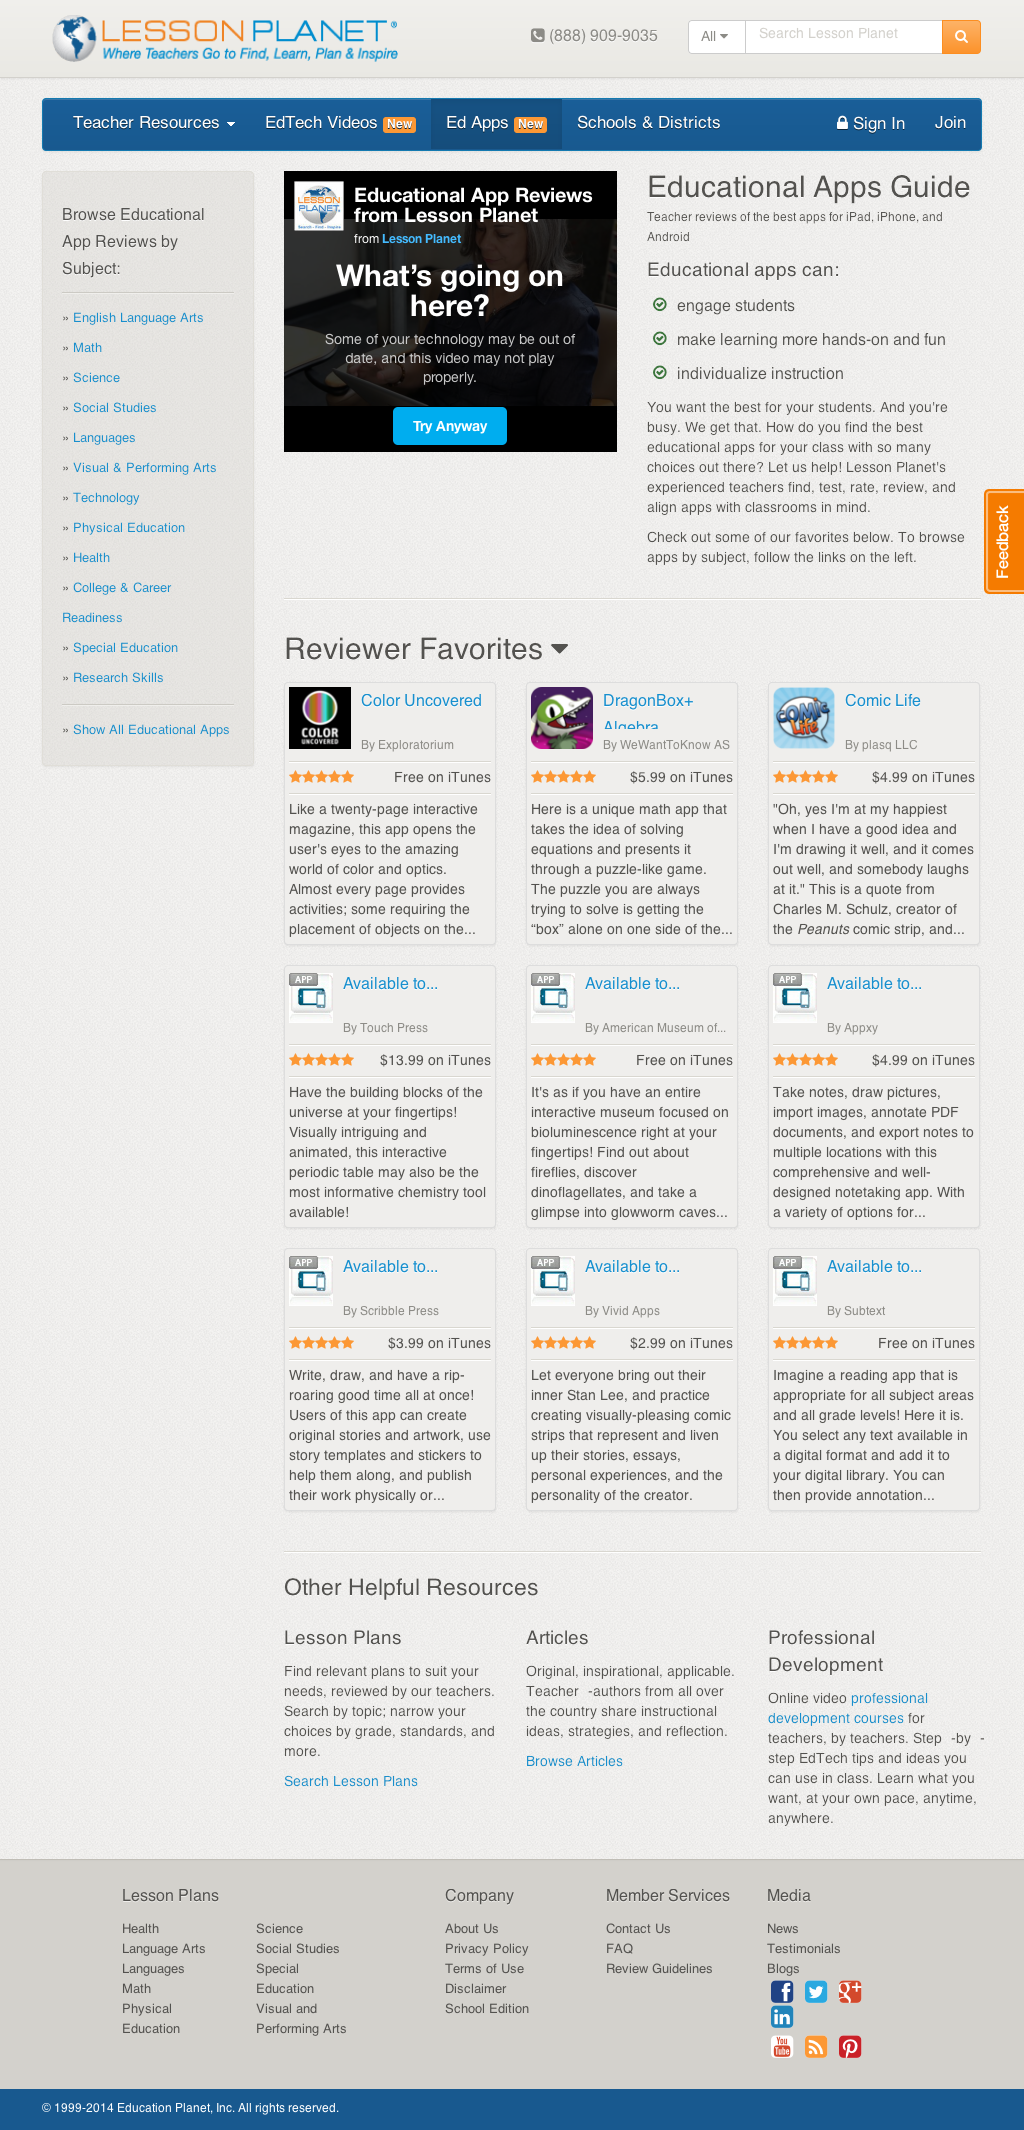 LESSONPLANET®
Where Teachers Go to Find, Learn, Plan & Inspire
(888) 909-9035
All
Search Lesson Planet
Teacher Resources
EdTech Videos New
Ed Apps New
Schools & Districts
Sign In
Join
Browse Educational
App Reviews by
Subject:
» English Language Arts
» Math
» Science
» Social Studies
» Languages
» Visual & Performing Arts
» Technology
» Physical Education
» Health
» College & Career
Readiness
» Special Education
» Research Skills
» Show All Educational Apps
LESSON
PLANET
Search - Find - Inspire
Educational App Reviews
from Lesson Planet
from Lesson Planet
What's going on
here?
Some of your technology may be out of
date, and this video may not play
properly.
Try Anyway
Educational Apps Guide
Teacher reviews of the best apps for iPad, iPhone, and
Android
Educational apps can:
engage students
make learning more hands-on and fun
individualize instruction
You want the best for your students. And you're
busy. We get that. How do you find the best
educational apps for your class with so many
choices out there? Let us help! Lesson Planet's
experienced teachers find, test, rate, review, and
align apps with classrooms in mind.
Check out some of our favorites below. To browse
apps by subject, follow the links on the left.
Feedback
Reviewer Favorites
COLOR
UNCOVERED
Color Uncovered
By Exploratorium
Free on iTunes
Like a twenty-page interactive
magazine, this app opens the
user's eyes to the amazing
world of color and optics.
Almost every page provides
activities; some requiring the
placement of objects on the...
DragonBox+
Algebra
By WeWantToKnow AS
$5.99 on iTunes
Here is a unique math app that
takes the idea of solving
equations and presents it
through a puzzle-like game.
The puzzle you are always
trying to solve is getting the
“box” alone on one side of the...
COMIC
Life
Comic Life
By plasq LLC
$4.99 on iTunes
"Oh, yes I'm at my happiest
when I have a good idea and
I'm drawing it well, and it comes
out well, and somebody laughs
at it." This is a quote from
Charles M. Schulz, creator of
the Peanuts comic strip, and...
APP
Available to...
By Touch Press
$13.99 on iTunes
Have the building blocks of the
universe at your fingertips!
Visually intriguing and
animated, this interactive
periodic table may also be the
most informative chemistry tool
available!
APP
Available to...
By American Museum of...
Free on iTunes
It's as if you have an entire
interactive museum focused on
bioluminescence right at your
fingertips! Find out about
fireflies, discover
dinoflagellates, and take a
glimpse into glowworm caves...
APP
Available to...
By Appxy
$4.99 on iTunes
Take notes, draw pictures,
import images, annotate PDF
documents, and export notes to
multiple locations with this
comprehensive and well-
designed notetaking app. With
a variety of options for...
APP
Available to...
By Scribble Press
$3.99 on iTunes
Write, draw, and have a rip-
roaring good time all at once!
Users of this app can create
original stories and artwork, use
story templates and stickers to
help them along, and publish
their work physically or...
APP
Available to...
By Vivid Apps
$2.99 on iTunes
Let everyone bring out their
inner Stan Lee, and practice
creating visually-pleasing comic
strips that represent and liven
up their stories, essays,
personal experiences, and the
personality of the creator.
APP
Available to...
By Subtext
Free on iTunes
Imagine a reading app that is
appropriate for all subject areas
and all grade levels! Here it is.
You select any text available in
a digital format and add it to
your digital library. You can
then provide annotation...
Other Helpful Resources
Lesson Plans
Find relevant plans to suit your
needs, reviewed by our teachers.
Search by topic; narrow your
choices by grade, standards, and
more.
Search Lesson Plans
Articles
Original, inspirational, applicable.
Teacher -authors from all over
the country share instructional
ideas, strategies, and reflection.
Browse Articles
Professional
Development
Online video professional
development courses for
teachers, by teachers. Step -by -
step EdTech tips and ideas you
can use in class. Learn what you
want, at your own pace, anytime,
anywhere.
Lesson Plans
Health
Language Arts
Languages
Math
Physical
Education
Science
Social Studies
Special
Education
Visual and
Performing Arts
Company
About Us
Privacy Policy
Terms of Use
Disclaimer
School Edition
Member Services
Contact Us
FAQ
Review Guidelines
Media
News
Testimonials
Blogs
You
Tube
© 1999-2014 Education Planet, Inc. All rights reserved.